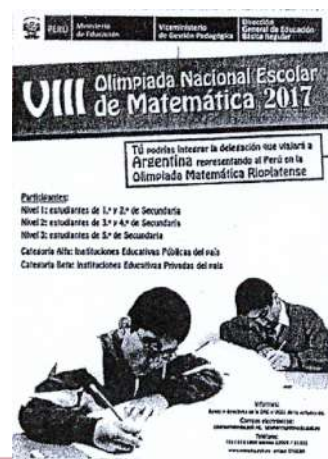 PERÚ
Ministerio
de Educación
Viceministerio
de Gestión Pedagógica
Dirección
General de Educación
Básica Regular
VIII Olimpiada Nacional Escolar
de Matemática 2017
Tú podrías integrar la delegación que viajará a
Argentina representando al Perú en la
Olimpiada Matemática Rioplatense
Participantes:
Nivel 1: estudiantes de 1.º y 2.º de Secundaria
Nivel 2: estudiantes de 3.º y 4.º de Secundaria
Nivel 3: estudiantes de 5.º de Secundaria
Categoría Alfa: Instituciones Educativas Públicas del país
Categoría Beta: Instituciones Educativas Privadas del país
Informes:
Correos electrónicos:
Teléfono: